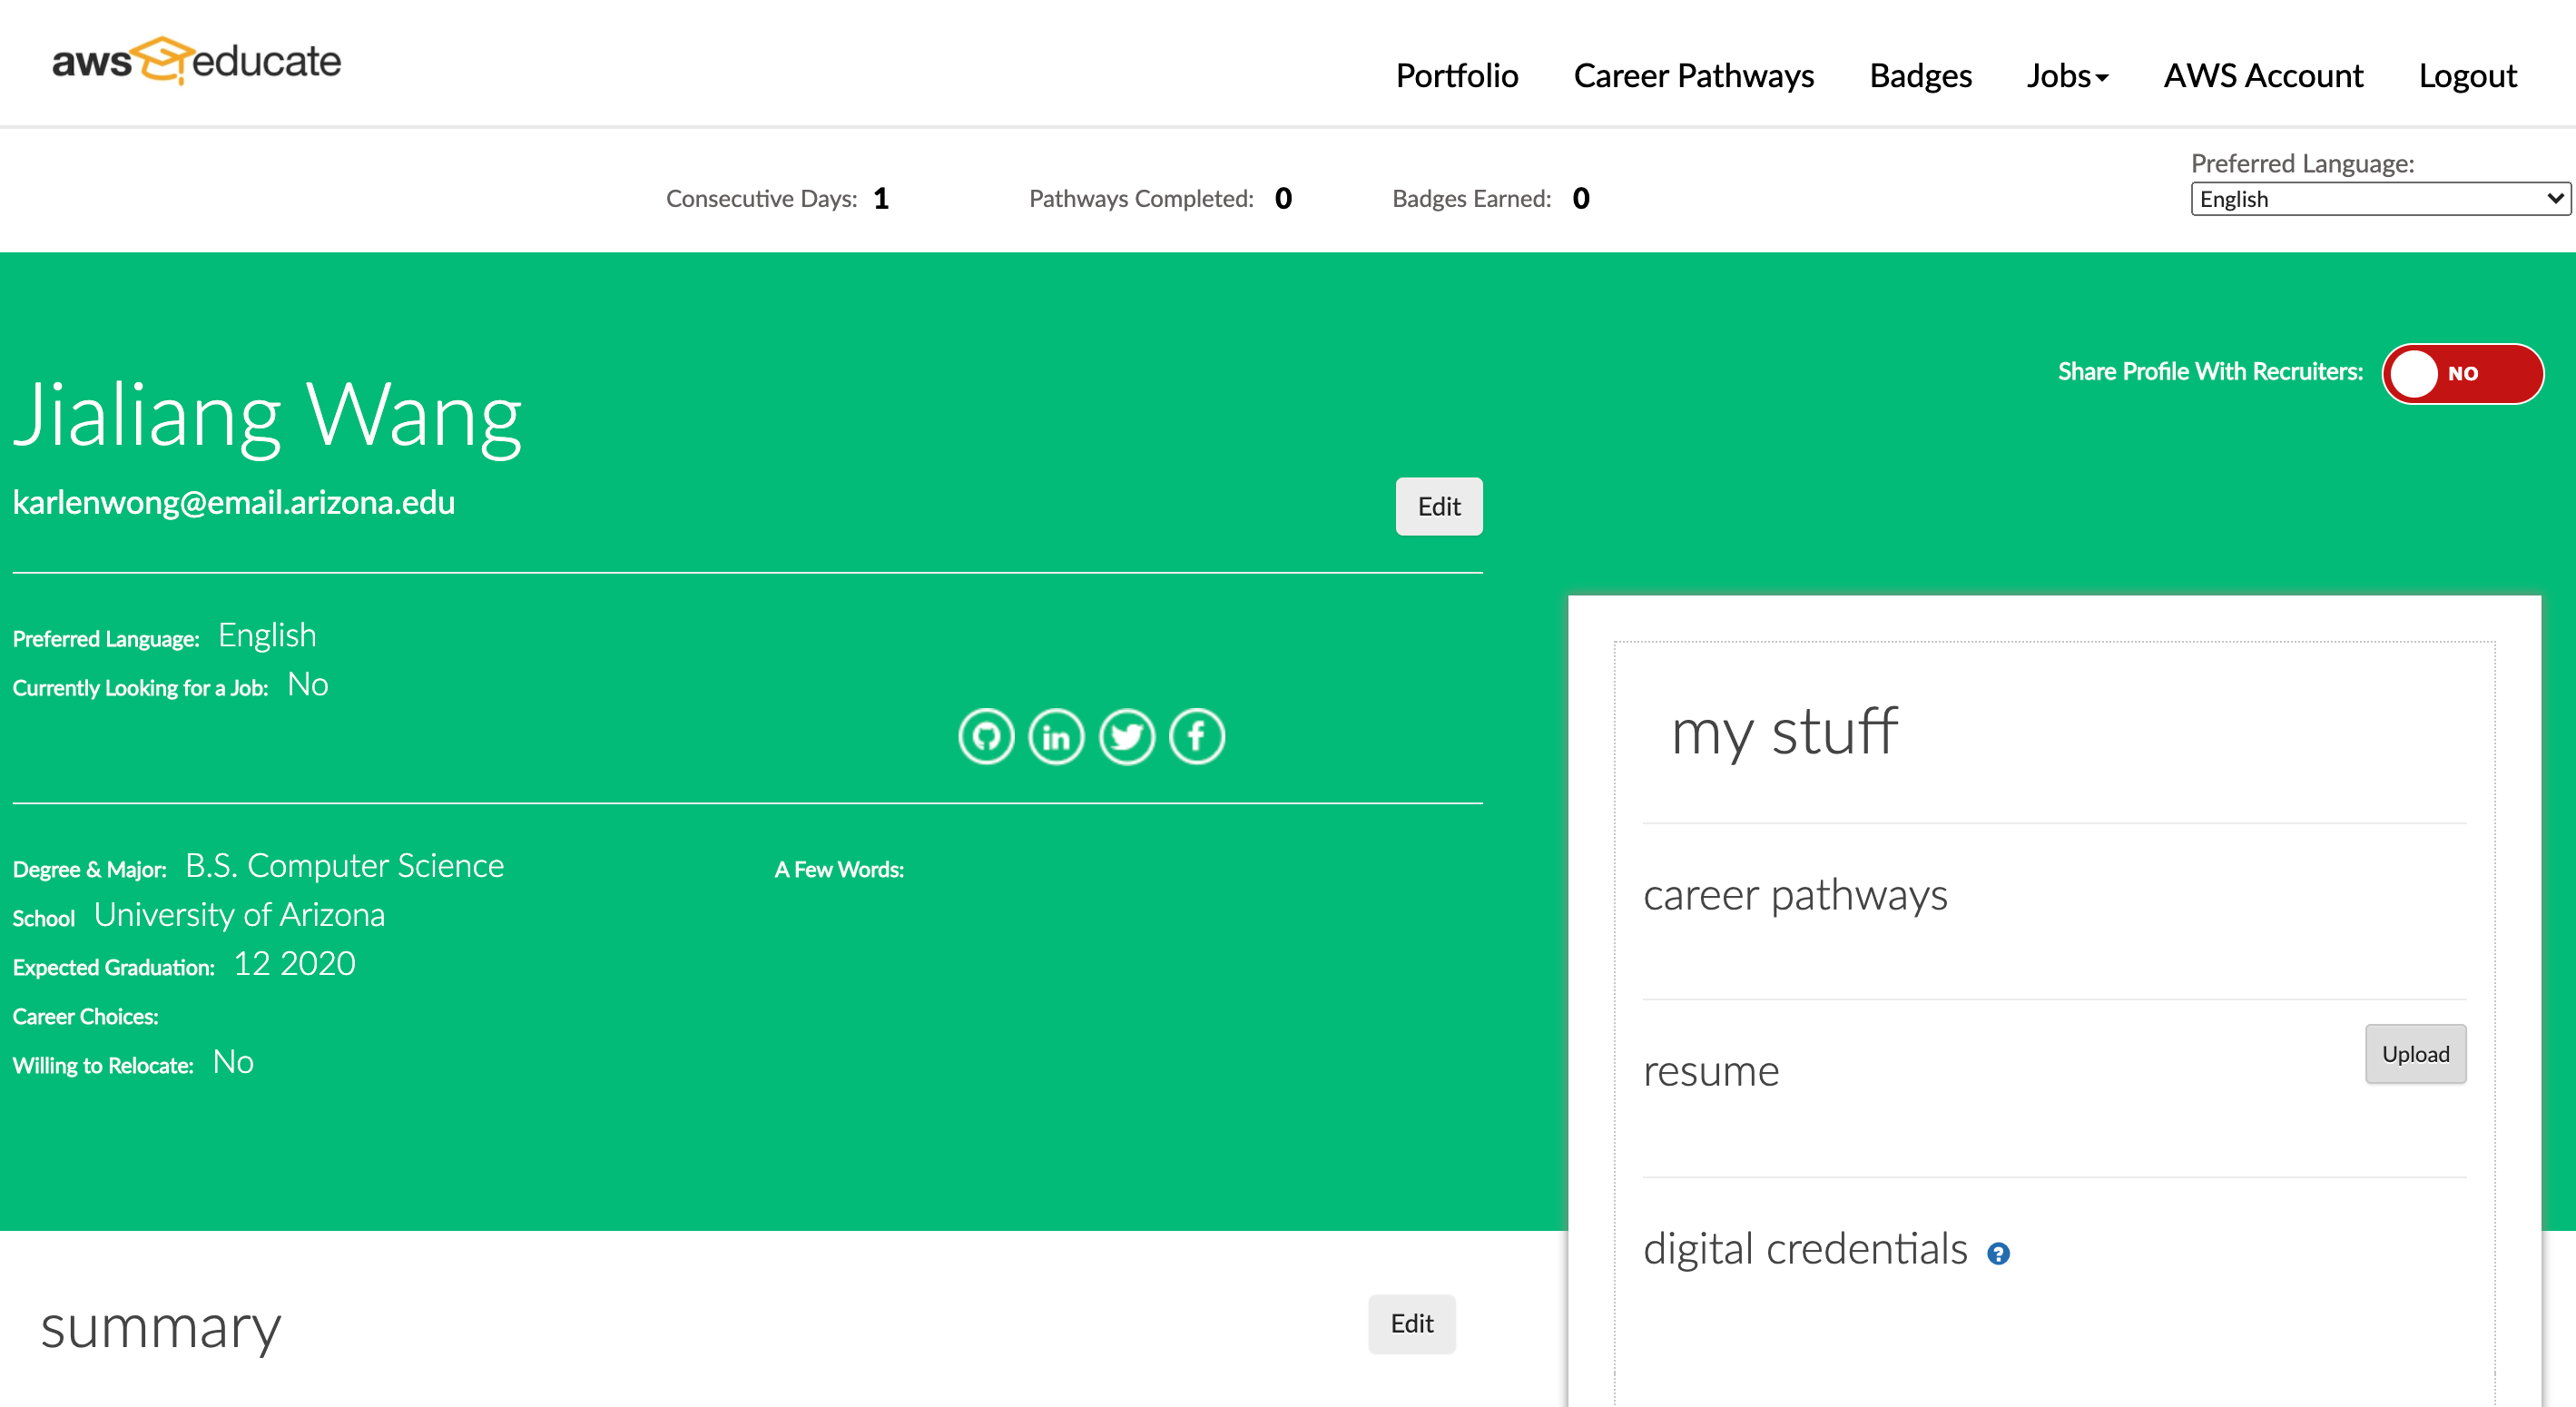 aws educate
Portfolio Career Pathways Badges Jobs AWS Account Logout
Preferred Language:
Consecutive Days: 1 Pathways Completed: 0 Badges Earned: 0 English
Share Profile With Recruiters: NO
Jialiang Wang
karlenwong@email.arizona.edu Edit
Preferred Language: English
Currently Looking for a Job: No
in f
my stuff
Degree & Major: B.S. Computer Science A Few Words:
career pathways
School University of Arizona
Expected Graduation: 12 2020
Career Choices:
Willing to Relocate: No
resume Upload
digital credentials ?
summary Edit